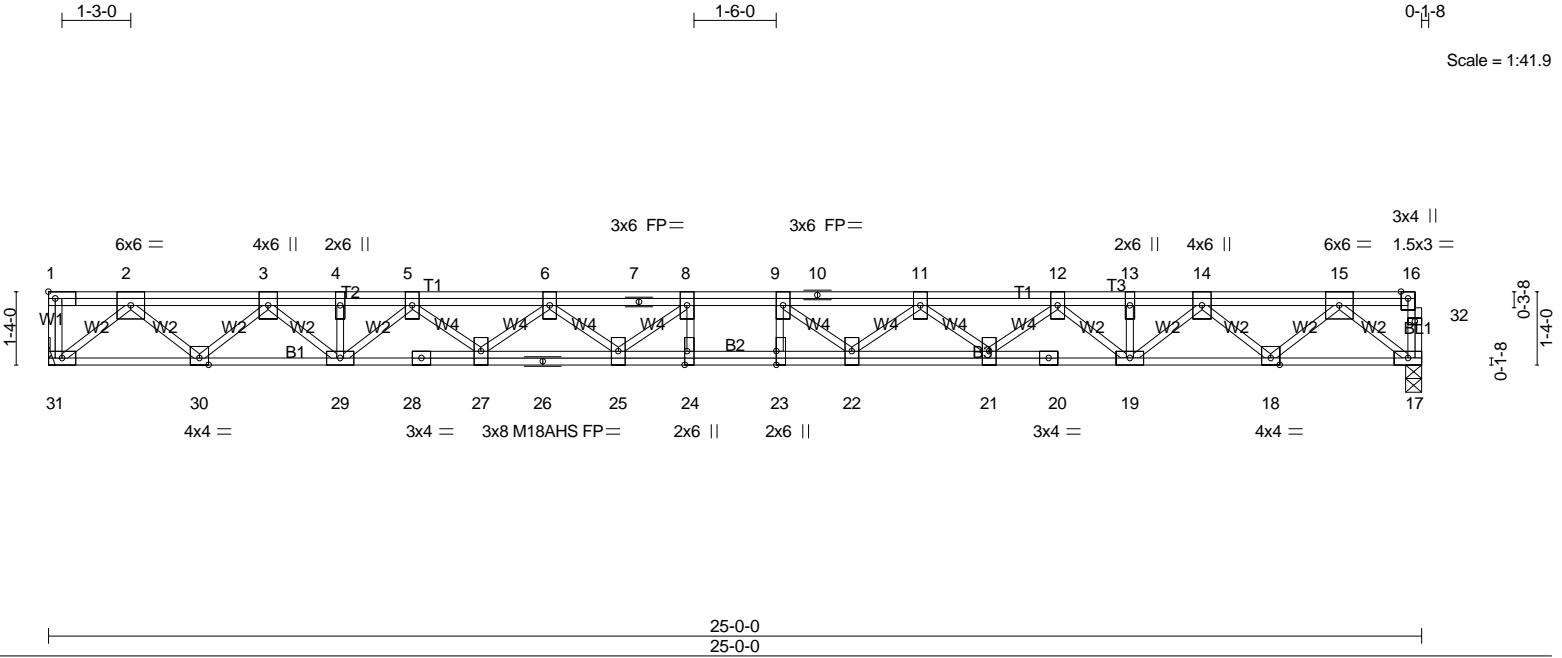 1-3-0 1-6-0 0-1-8
Scale = 1:41.9
3x4 ||
3x6 FP= 3x6 FP=
6x6 = 4x6 || 2x6 || 2x6 || 4x6 || 6x6 = 1.5x3 =
1 2 3 4 5 6 7 8 9 10 11 12 13 14 15 16
T2 T1 T1 T3
W1 W2 W2 W2 W2 W2 W4 W4 W4 W4 W4 W4 W4 W4 W2 W2 W2 W2 W2 BL1 32
B1 B2 B3
1-4-0 0-3-8 1-4-0 0-1-8
31 30 29 28 27 26 25 24 23 22 21 20 19 18 17
4x4 = 3x4 = 3x8 M18AHS FP= 2x6 || 2x6 || 3x4 = 4x4 =
25-0-0
25-0-0